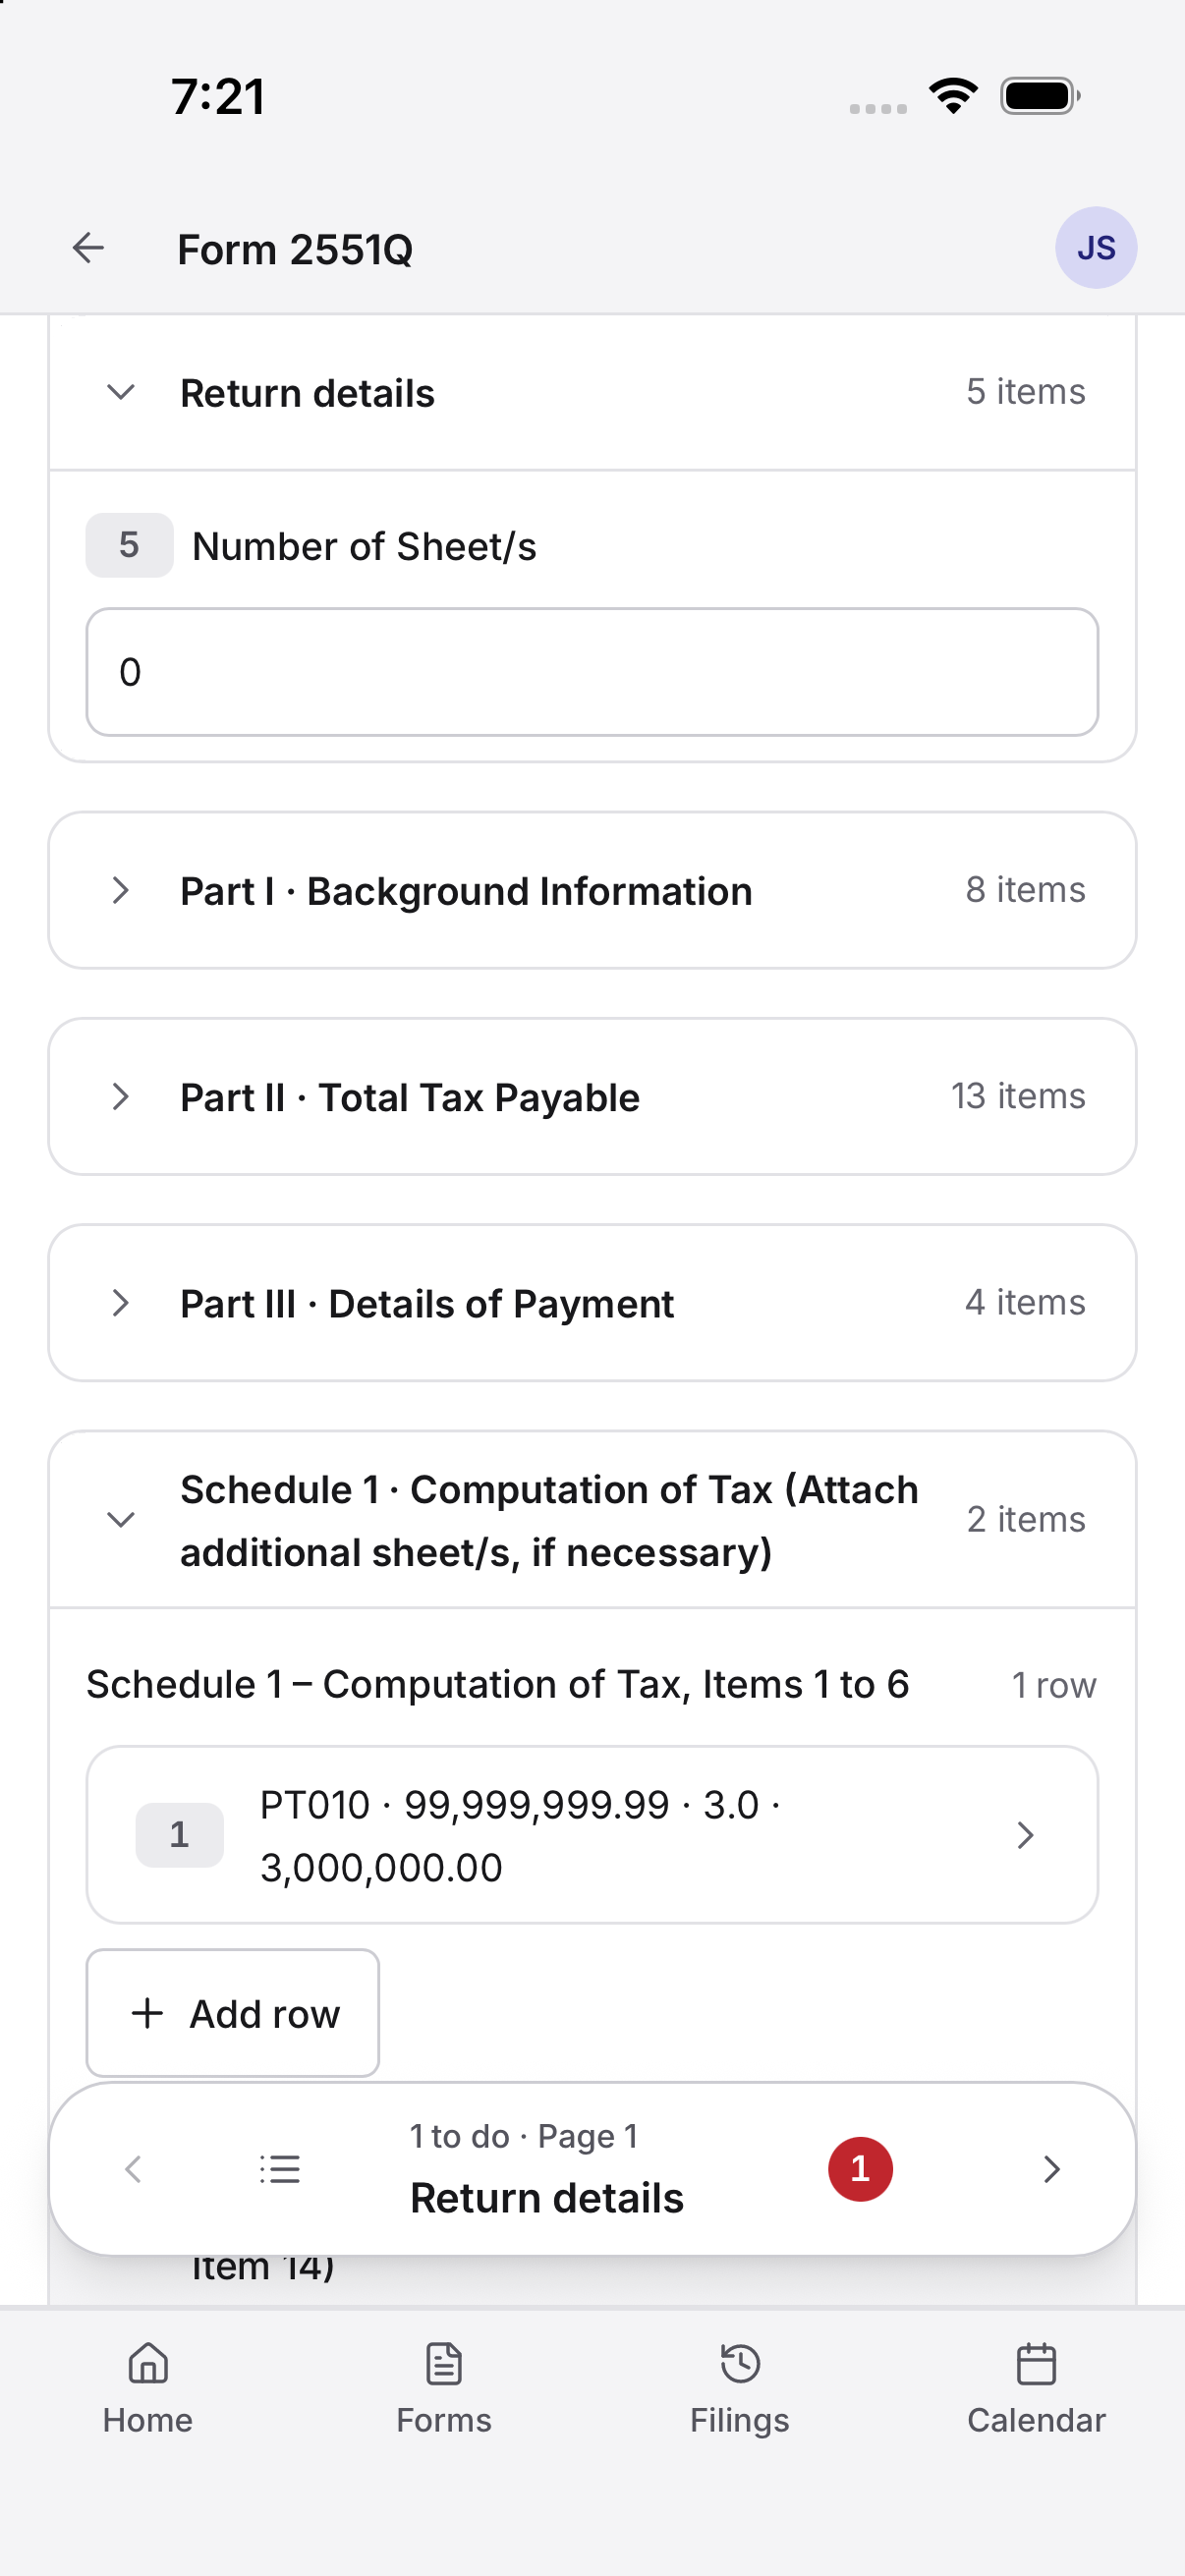 7:21
Form 2551Q
JS
Return details
5 items
5
Number of Sheet/s
0
Part I · Background Information
8 items
Part II · Total Tax Payable
13 items
Part III · Details of Payment
4 items
Schedule 1 · Computation of Tax (Attach
additional sheet/s, if necessary)
2 items
Schedule 1 – Computation of Tax, Items 1 to 6
1 row
1
PT010 · 99,999,999.99 · 3.0 ·
3,000,000.00
+ Add row
1 to do · Page 1
Return details
1
Item 14)
Home
Forms
Filings
Calendar